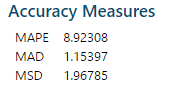 Accuracy Measures
MAPE 8.92308
MAD 1.15397
MSD 1.96785